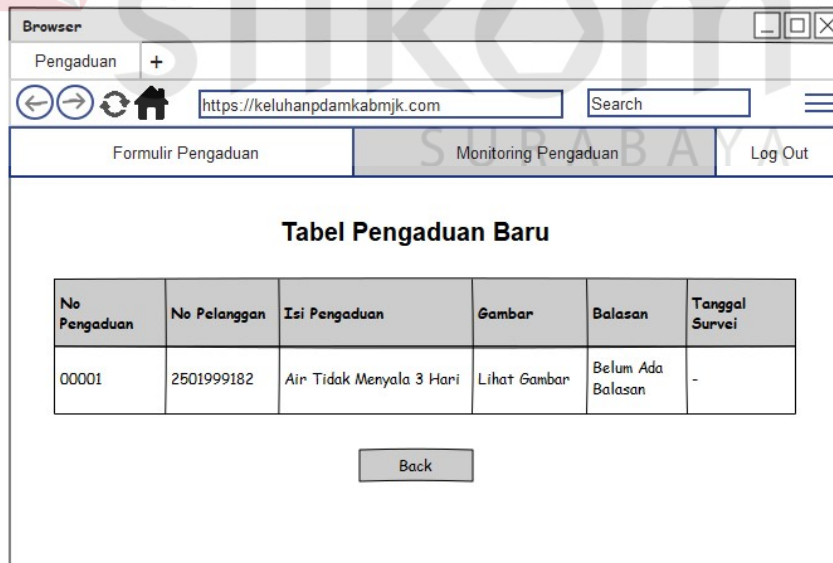 stikom
SURABAYA
Browser
Pengaduan +
https://keluhanpdamkabmjk.com Search
Formulir Pengaduan Monitoring Pengaduan Log Out
Tabel Pengaduan Baru
No Pengaduan No Pelanggan Isi Pengaduan Gambar Balasan Tanggal Survei
00001 2501999182 Air Tidak Menyala 3 Hari Lihat Gambar Belum Ada Balasan -
Back